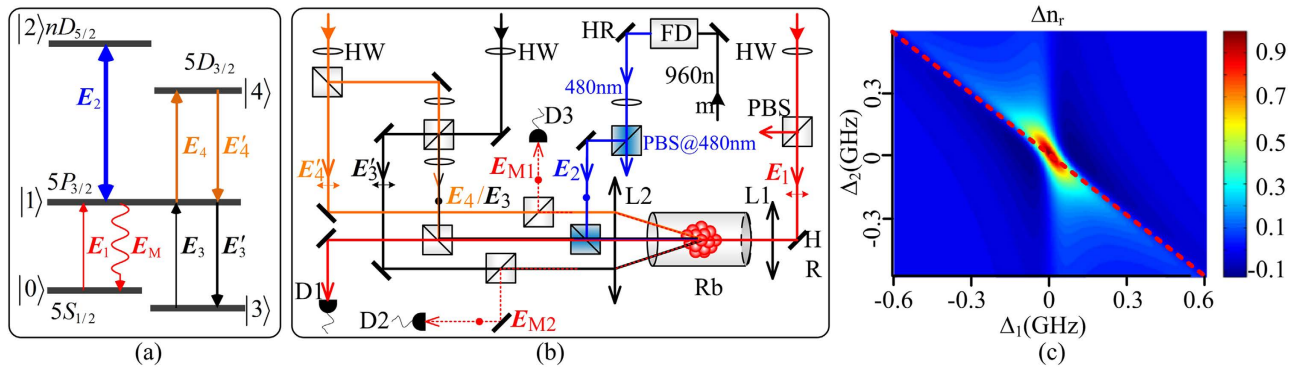 |2⟩ nD5/2
5D3/2
|4⟩
E2
E4
E′4
5P3/2
|1⟩
E1
EM
E3
E′3
|0⟩
5S1/2
|3⟩
(a)
HW
HW
HR
FD
HW
480nm
960n
m
PBS
D3
PBS@480nm
E′4
E′3
EM1
E2
E1
E4/E3
L2
L1
H
R
Rb
D1
D2
EM2
(b)
Δnr
Δ2(GHz)
0.3
0
-0.3
-0.6
-0.3
0
0.3
0.6
Δ1(GHz)
0.9
0.7
0.5
0.3
0.1
-0.1
(c)